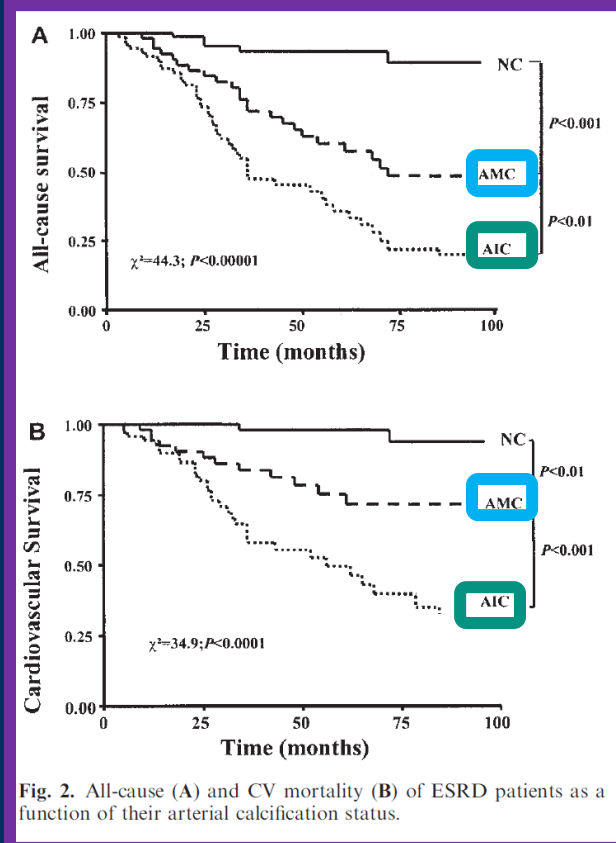 A
1.00
0.75
0.50
0.25
0.00
All-cause survival
NC
P<0.001
AMC
P<0.01
AIC
χ²=44.3; P<0.00001
0 25 50 75 100
Time (months)
B
1.00
0.75
0.50
0.25
0.00
Cardiovascular Survival
NC
P<0.01
AMC
P<0.001
AIC
χ²=34.9;P<0.0001
0 25 50 75 100
Time (months)
Fig. 2. All-cause (A) and CV mortality (B) of ESRD patients as a
function of their arterial calcification status.